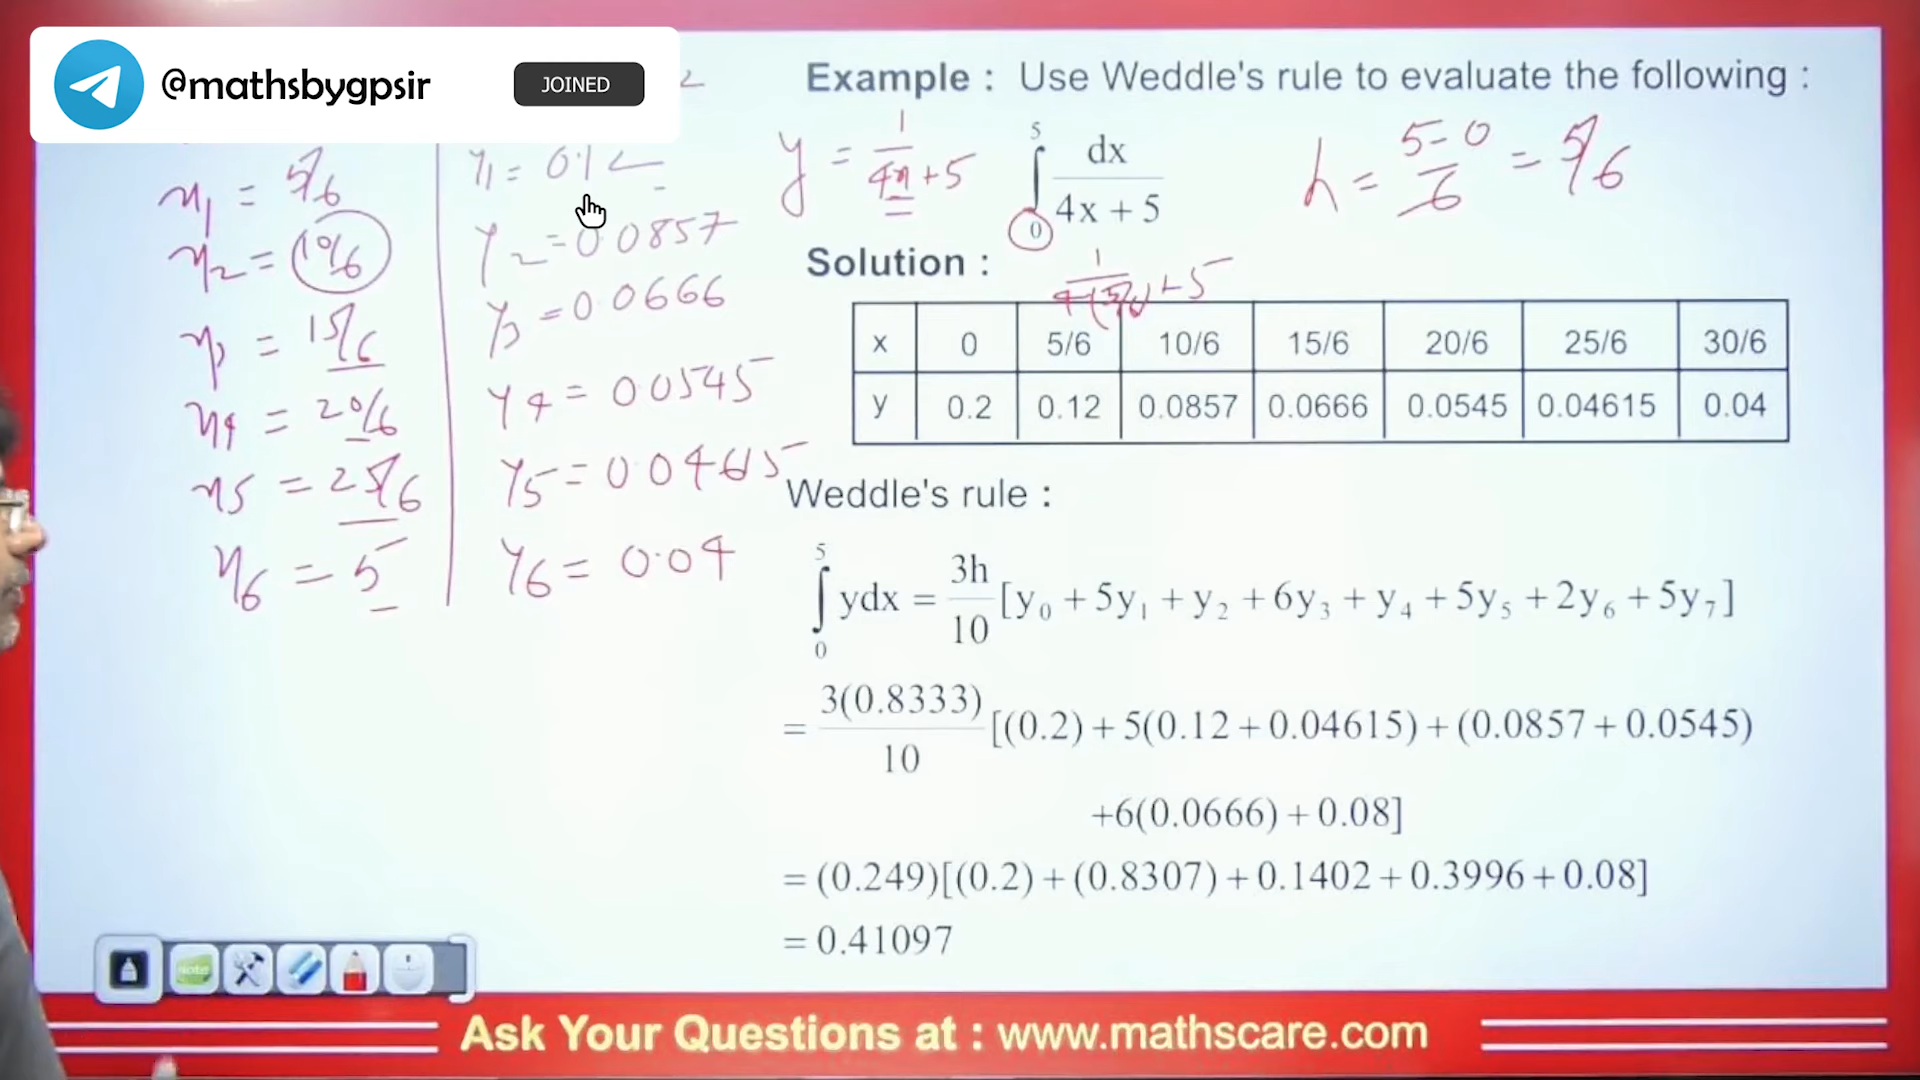 @mathsbygpsir JOINED
Example : Use Weddle's rule to evaluate the following :
y = 1/(4x + 5)
∫₀⁵ dx/(4x + 5)
h = (5-0)/6 = 5/6
Solution :
1/(4(5/6)+5)
x 0 5/6 10/6 15/6 20/6 25/6 30/6
y 0.2 0.12 0.0857 0.0666 0.0545 0.04615 0.04
Weddle's rule :
∫₀⁵ ydx = 3h/10 [y₀ + 5y₁ + y₂ + 6y₃ + y₄ + 5y₅ + 2y₆ + 5y₇]
= 3(0.8333)/10 [(0.2) + 5(0.12 + 0.04615) + (0.0857 + 0.0545)
+6(0.0666) + 0.08]
= (0.249)[(0.2) + (0.8307) + 0.1402 + 0.3996 + 0.08]
= 0.41097
x₁ = 5/6
x₂ = 10/6
x₃ = 15/6
x₄ = 20/6
x₅ = 25/6
x₆ = 5
y₁ = 0.12
y₂ = 0.0857
y₃ = 0.0666
y₄ = 0.0545
y₅ = 0.04615
y₆ = 0.04
Note
Ask Your Questions at : www.mathscare.com